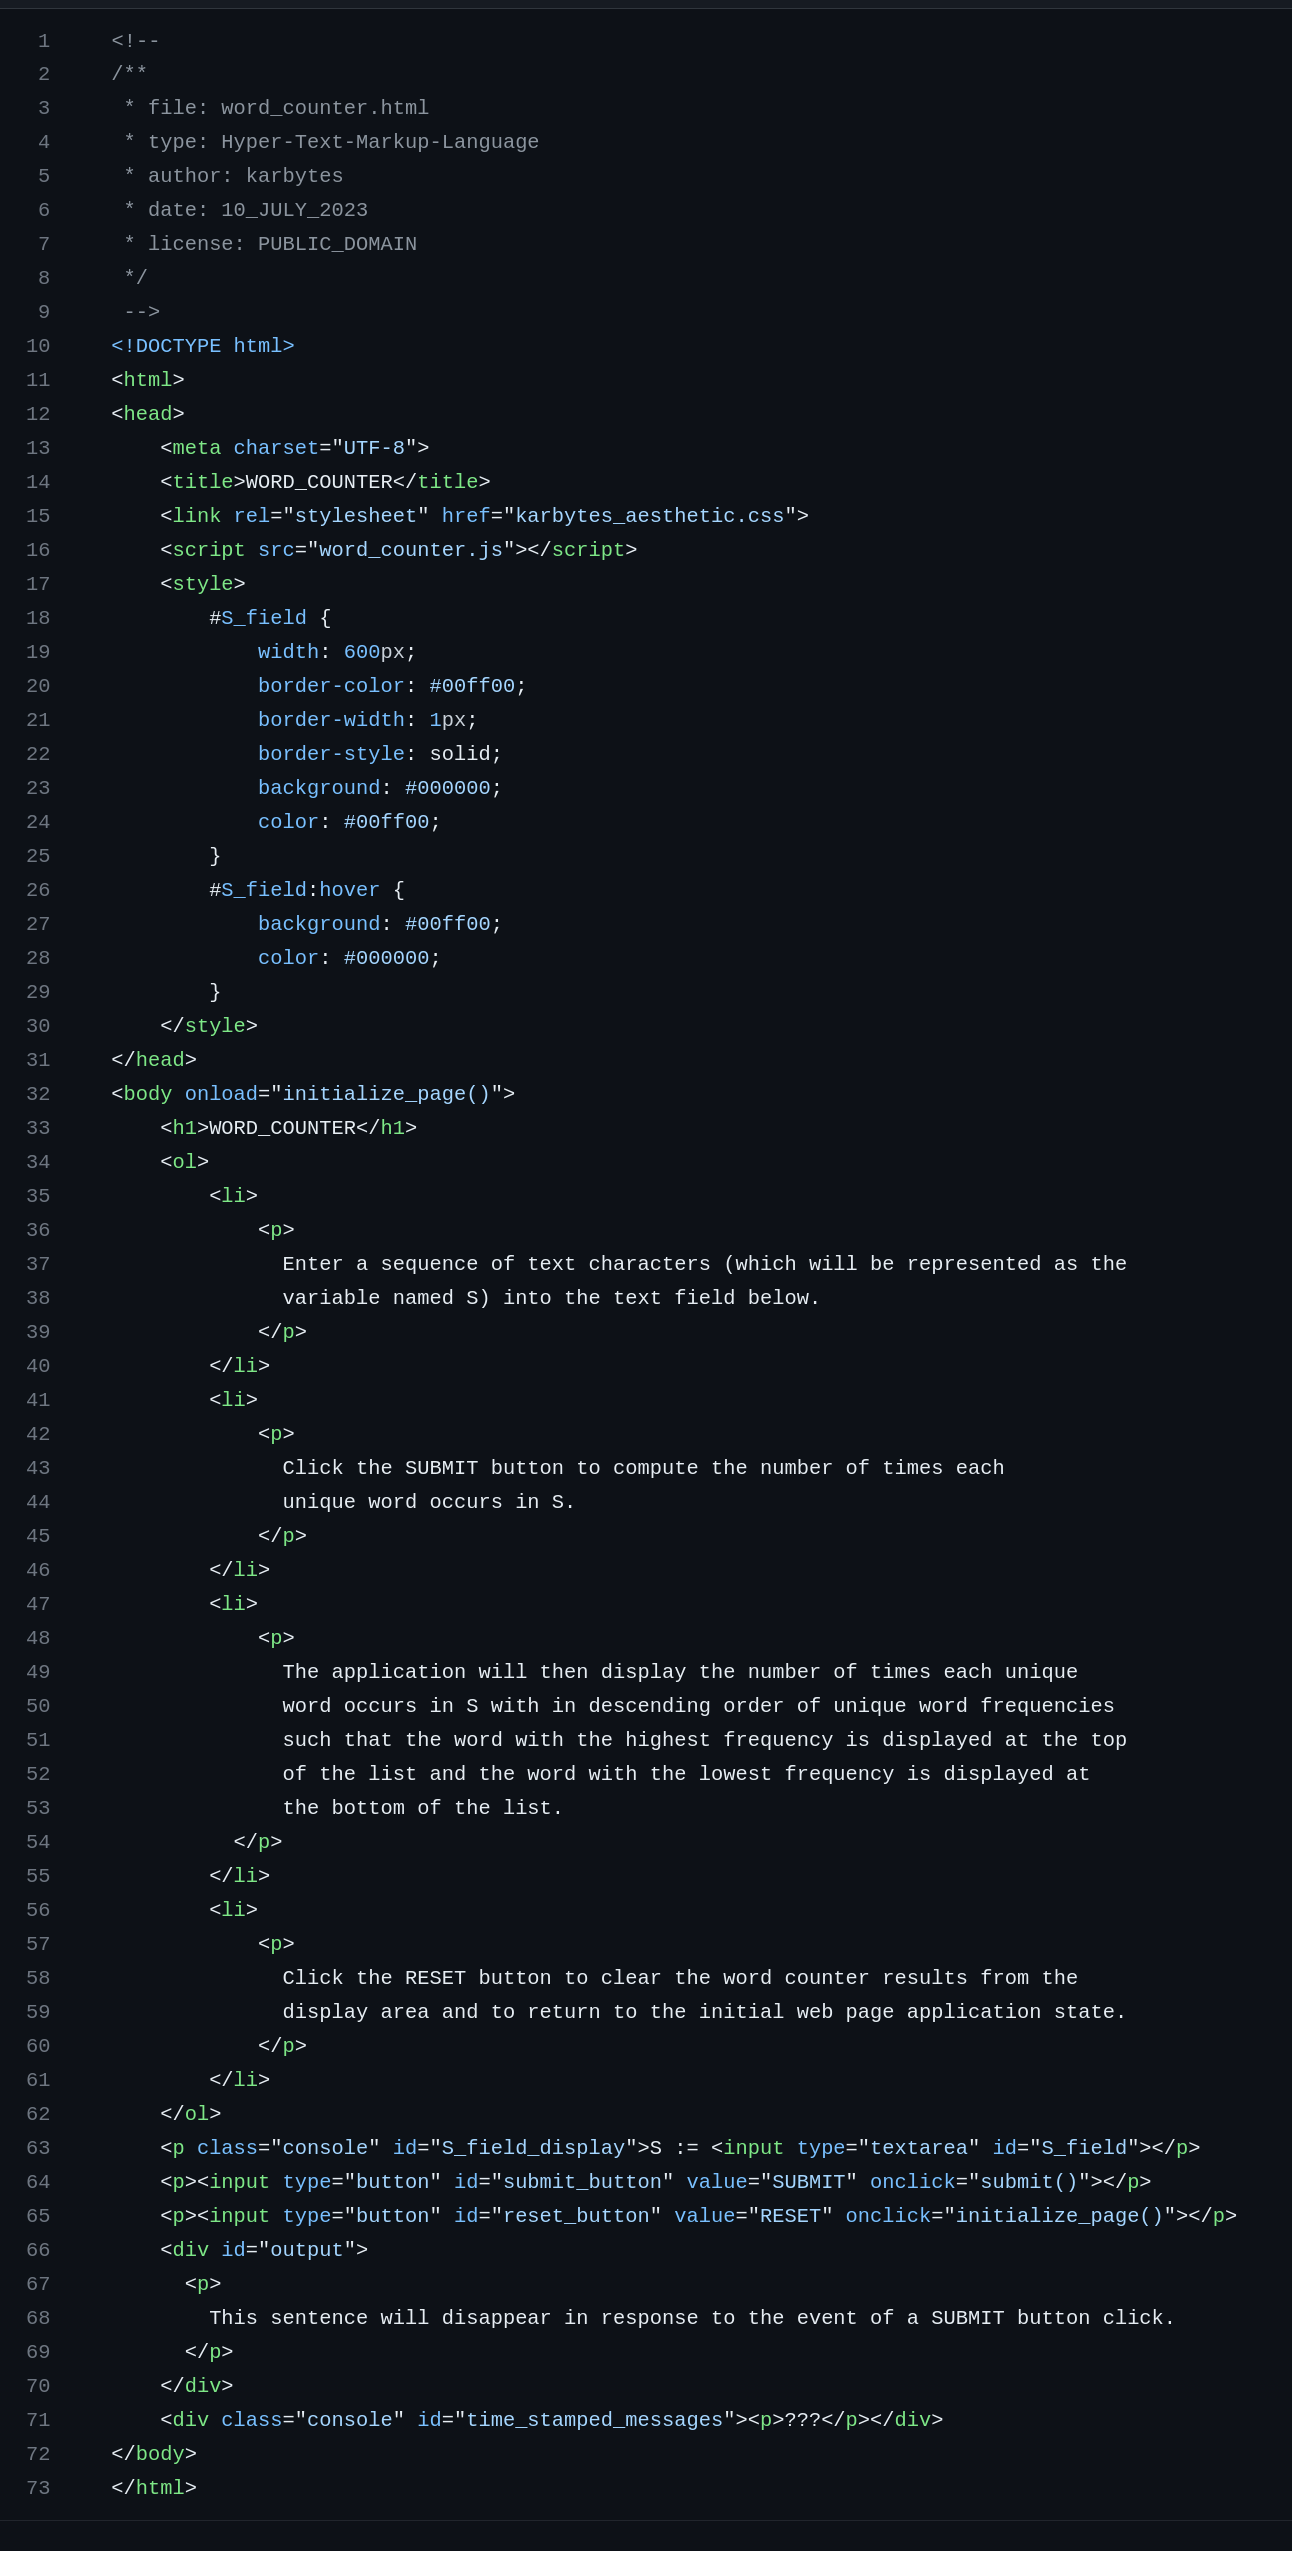 1 <!--
2 /**
3  * file: word_counter.html
4  * type: Hyper-Text-Markup-Language
5  * author: karbytes
6  * date: 10_JULY_2023
7  * license: PUBLIC_DOMAIN
8  */
9  -->
10 <!DOCTYPE html>
11 <html>
12 <head>
13     <meta charset="UTF-8">
14     <title>WORD_COUNTER</title>
15     <link rel="stylesheet" href="karbytes_aesthetic.css">
16     <script src="word_counter.js"></script>
17     <style>
18         #S_field {
19             width: 600px;
20             border-color: #00ff00;
21             border-width: 1px;
22             border-style: solid;
23             background: #000000;
24             color: #00ff00;
25         }
26         #S_field:hover {
27             background: #00ff00;
28             color: #000000;
29         }
30     </style>
31 </head>
32 <body onload="initialize_page()">
33     <h1>WORD_COUNTER</h1>
34     <ol>
35         <li>
36             <p>
37               Enter a sequence of text characters (which will be represented as the
38               variable named S) into the text field below.
39             </p>
40         </li>
41         <li>
42             <p>
43               Click the SUBMIT button to compute the number of times each
44               unique word occurs in S.
45             </p>
46         </li>
47         <li>
48             <p>
49               The application will then display the number of times each unique
50               word occurs in S with in descending order of unique word frequencies
51               such that the word with the highest frequency is displayed at the top
52               of the list and the word with the lowest frequency is displayed at
53               the bottom of the list.
54           </p>
55         </li>
56         <li>
57             <p>
58               Click the RESET button to clear the word counter results from the
59               display area and to return to the initial web page application state.
60             </p>
61         </li>
62     </ol>
63     <p class="console" id="S_field_display">S := <input type="textarea" id="S_field"></p>
64     <p><input type="button" id="submit_button" value="SUBMIT" onclick="submit()"></p>
65     <p><input type="button" id="reset_button" value="RESET" onclick="initialize_page()"></p>
66     <div id="output">
67       <p>
68         This sentence will disappear in response to the event of a SUBMIT button click.
69       </p>
70     </div>
71     <div class="console" id="time_stamped_messages"><p>???</p></div>
72 </body>
73 </html>